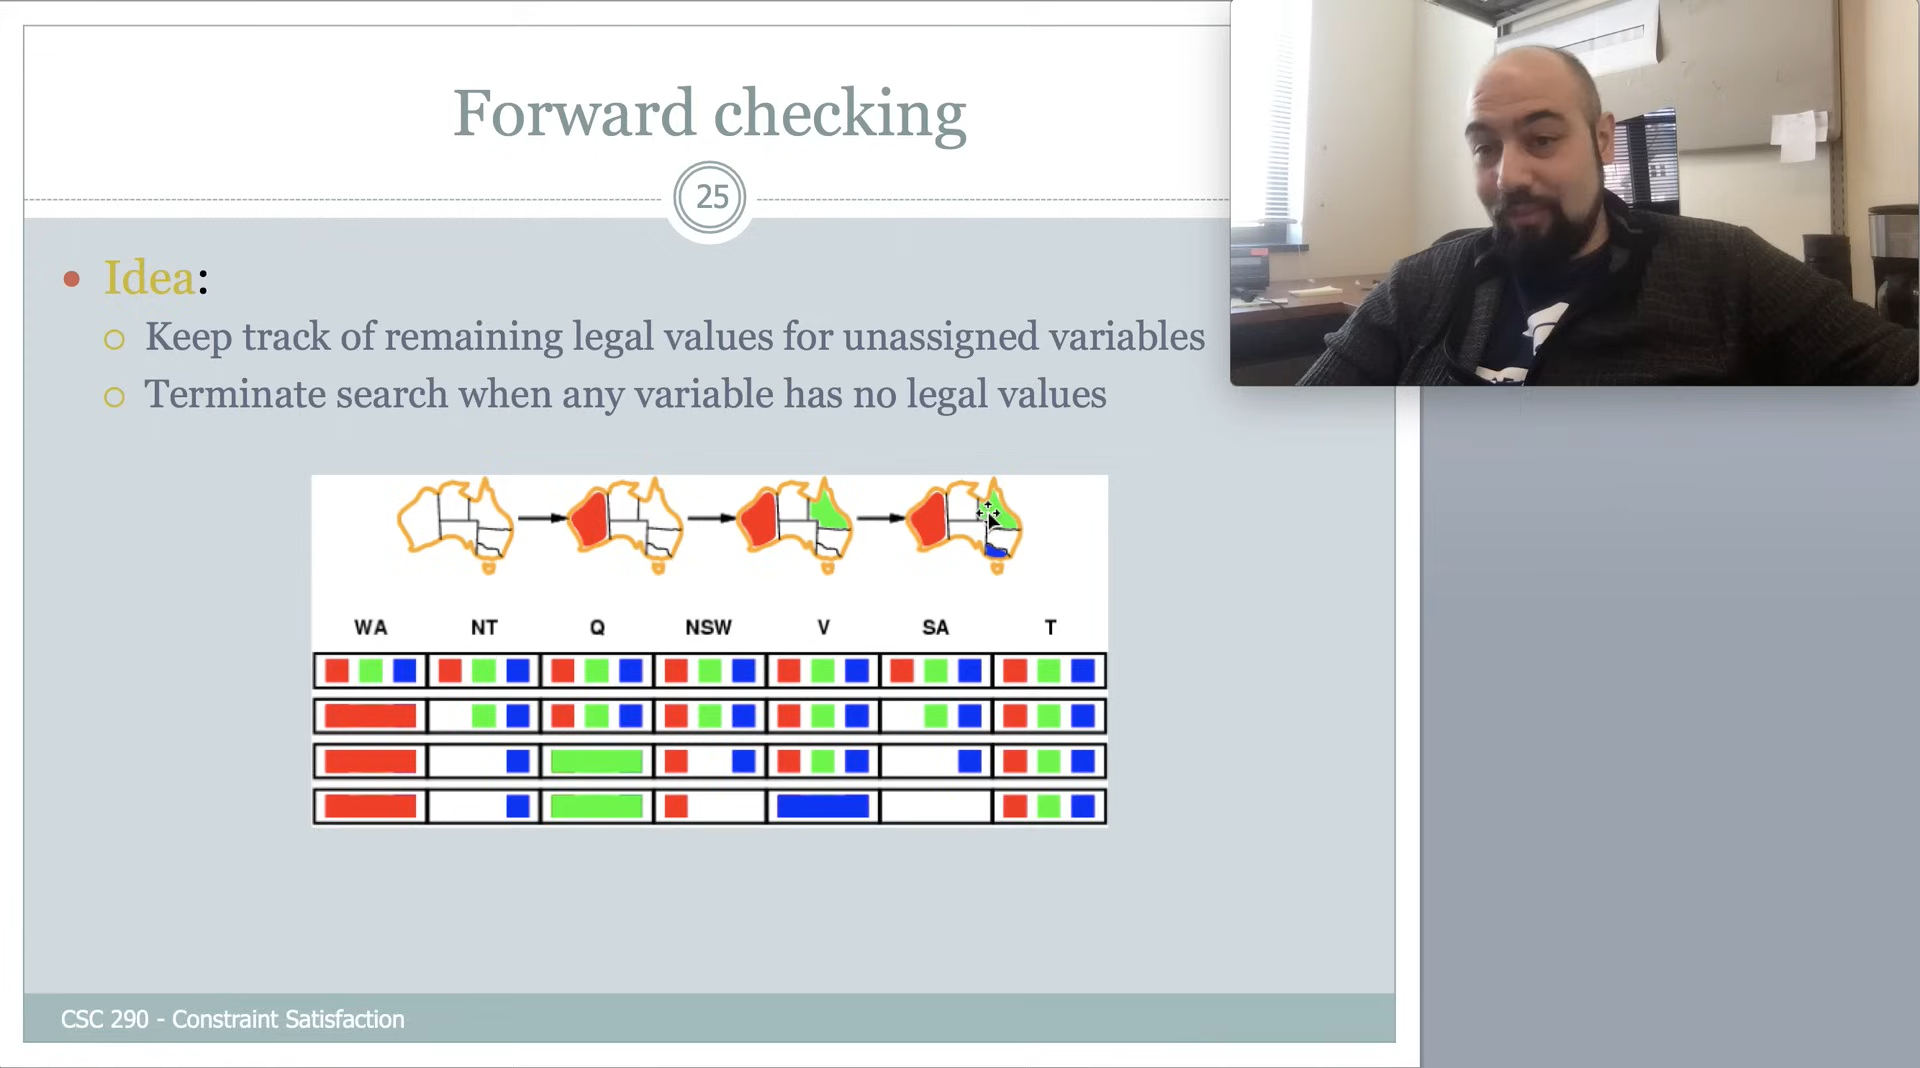 Forward checking
25
Idea:
Keep track of remaining legal values for unassigned variables
Terminate search when any variable has no legal values
WA NT Q NSW V SA T
CSC 290 - Constraint Satisfaction